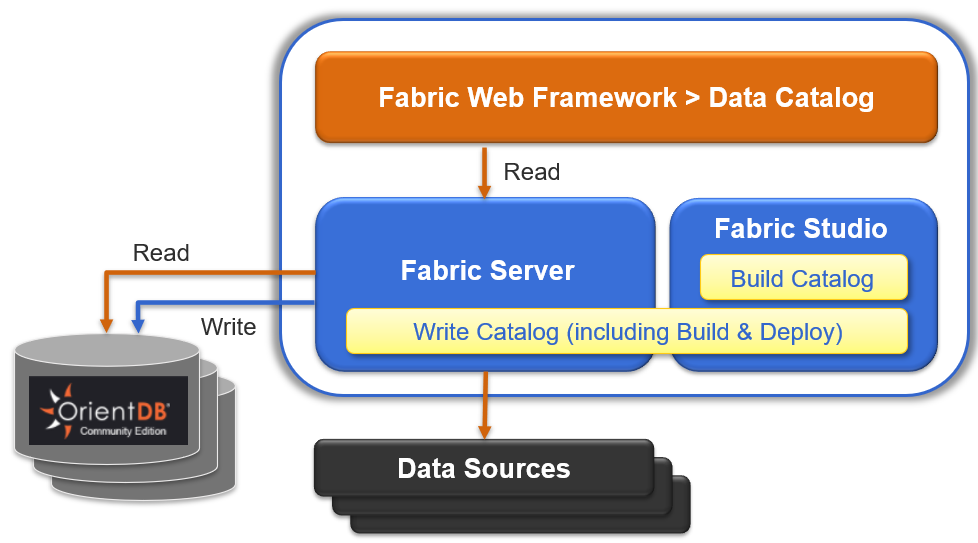 Fabric Web Framework > Data Catalog
Read
Fabric Server
Fabric Studio
Build Catalog
Write Catalog (including Build & Deploy)
Read
Write
OrientDB®
Community Edition
Data Sources